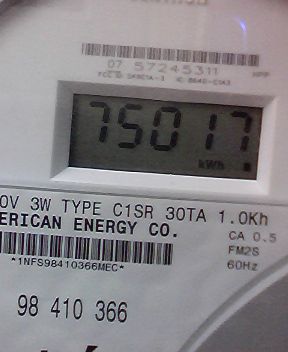 07 57245311
75017
kWh
0V 3W TYPE C1SR 30TA 1.0Kh
ERICAN ENERGY CO.
CA 0.5
FM2S
60Hz
*1NFS98410366MEC*
98 410 366